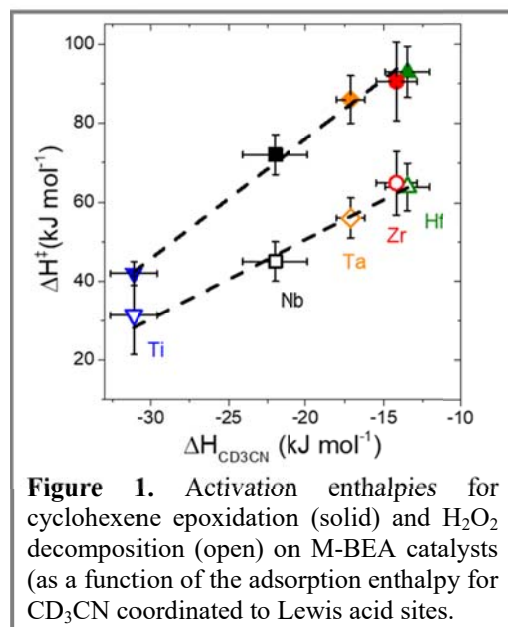 100
80
60
40
20
ΔH‡(kJ mol⁻¹)
Ti
Nb
Ta
Zr
Hf
-30
-25
-20
-15
-10
ΔH_CD3CN (kJ mol⁻¹)
Figure 1. Activation enthalpies for
cyclohexene epoxidation (solid) and H₂O₂
decomposition (open) on M-BEA catalysts
(as a function of the adsorption enthalpy for
CD₃CN coordinated to Lewis acid sites.